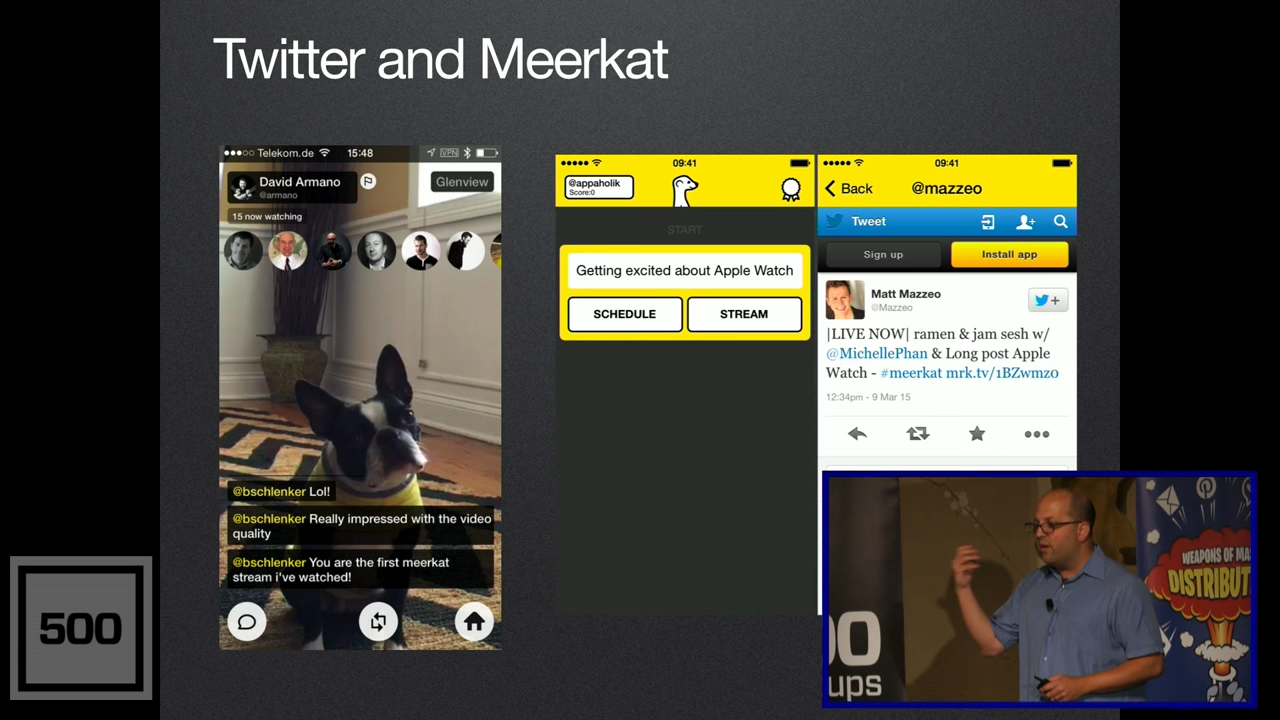 Twitter and Meerkat
Telekom.de
15:48
VPN
David Armano
@armano
Glenview
15 now watching
@bschlenker Lol!
@bschlenker Really impressed with the video
quality
@bschlenker You are the first meerkat
stream i've watched!
09:41
@appaholik
Score:0
START
Getting excited about Apple Watch
SCHEDULE
STREAM
09:41
Back
@mazzeo
Tweet
Sign up
Install app
Matt Mazzeo
@Mazzeo
|LIVE NOW| ramen & jam sesh w/
@MichellePhan & Long post Apple
Watch - #meerkat mrk.tv/1BZwmzo
12:34pm - 9 Mar 15
500
WEAPONS OF MA
DISTRIBUT
00
ups